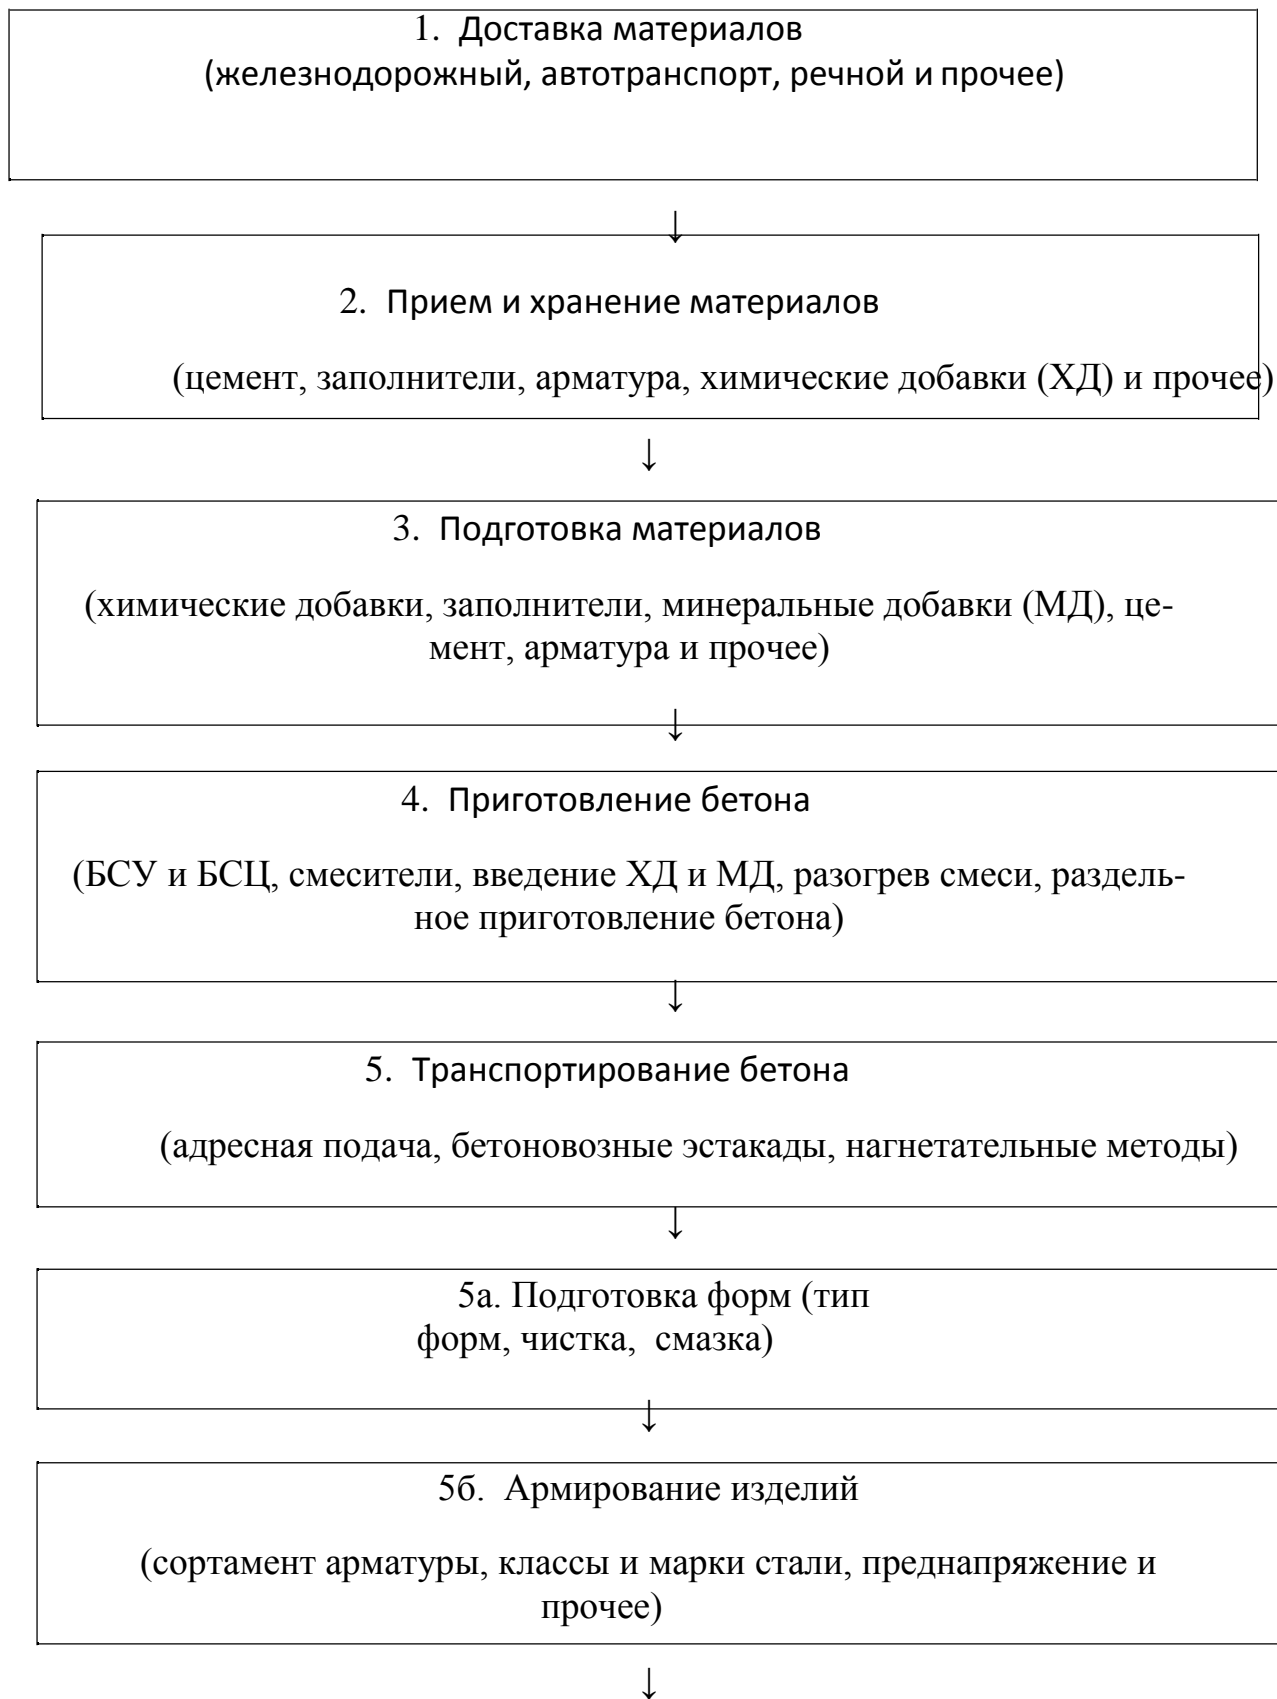 1. Доставка материалов
(железнодорожный, автотранспорт, речной и прочее)
↓
2. Прием и хранение материалов
(цемент, заполнители, арматура, химические добавки (ХД) и прочее)
↓
3. Подготовка материалов
(химические добавки, заполнители, минеральные добавки (МД), це-
мент, арматура и прочее)
↓
4. Приготовление бетона
(БСУ и БСЦ, смесители, введение ХД и МД, разогрев смеси, раздель-
ное приготовление бетона)
↓
5. Транспортирование бетона
(адресная подача, бетоновозные эстакады, нагнетательные методы)
↓
5а. Подготовка форм (тип
форм, чистка, смазка)
↓
5б. Армирование изделий
(сортамент арматуры, классы и марки стали, преднапряжение и
прочее)
↓